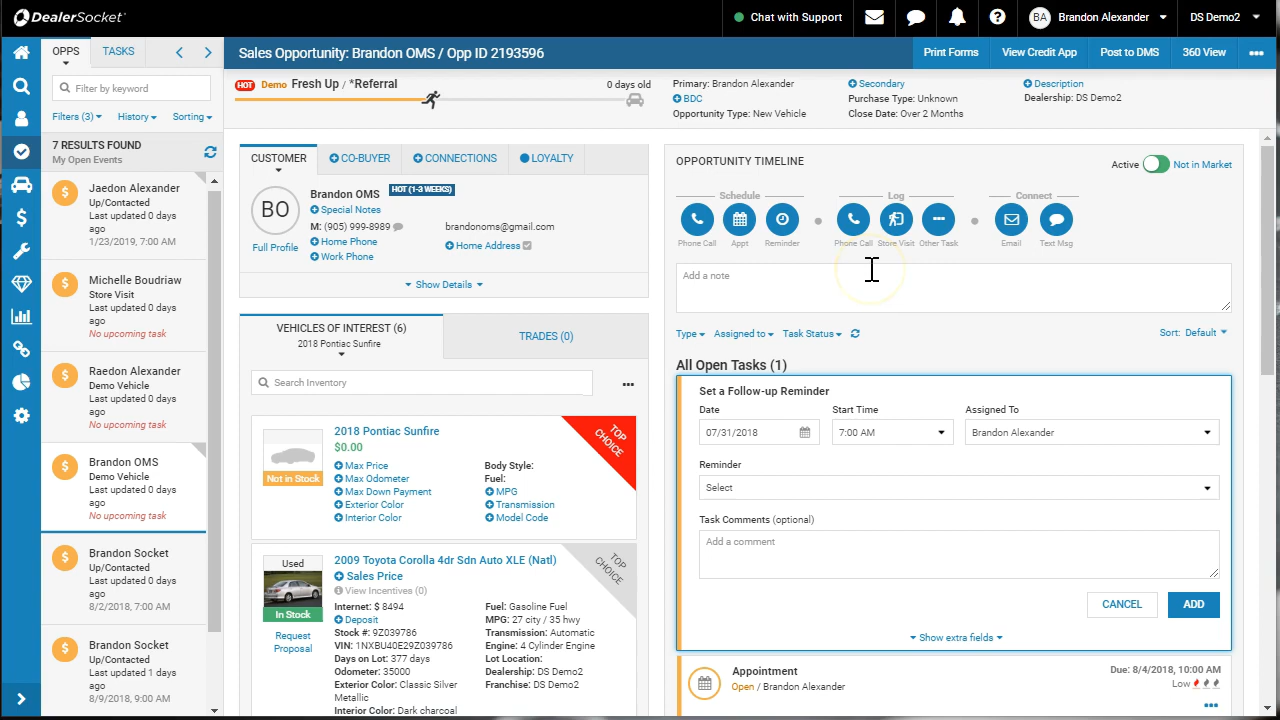 DealerSocket
Chat with Support
BA
Brandon Alexander
DS Demo2
OPPS
TASKS
Sales Opportunity: Brandon OMS / Opp ID 2193596
Print Forms
View Credit App
Post to DMS
360 View
Filter by keyword
Filters (3)
History
Sorting
7 RESULTS FOUND
My Open Events
Jaedon Alexander
Up/Contacted
Last updated 0 days
ago
1/23/2019, 7:00 AM
Michelle Boudriaw
Store Visit
Last updated 0 days
ago
No upcoming task
Raedon Alexander
Demo Vehicle
Last updated 0 days
ago
No upcoming task
Brandon OMS
Demo Vehicle
Last updated 0 days
ago
No upcoming task
Brandon Socket
Up/Contacted
Last updated 0 days
ago
8/2/2018, 7:00 AM
Brandon Socket
Up/Contacted
Last updated 1 days
ago
8/9/2018, 9:00 AM
HOT Demo Fresh Up / *Referral
0 days old
Primary: Brandon Alexander
BDC
Opportunity Type: New Vehicle
Secondary
Purchase Type: Unknown
Close Date: Over 2 Months
Description
Dealership: DS Demo2
CUSTOMER
CO-BUYER
CONNECTIONS
LOYALTY
BO
Full Profile
Brandon OMS HOT (1-3 WEEKS)
Special Notes
M: (905) 999-8989
brandonoms@gmail.com
Home Phone
Home Address
Work Phone
Show Details
VEHICLES OF INTEREST (6)
2018 Pontiac Sunfire
TRADES (0)
Search Inventory
Not in Stock
2018 Pontiac Sunfire
$0.00
TOP
CHOICE
Max Price
Max Odometer
Max Down Payment
Exterior Color
Interior Color
Body Style:
Fuel:
MPG
Transmission
Model Code
Used
In Stock
Request
Proposal
2009 Toyota Corolla 4dr Sdn Auto XLE (Natl)
TOP
CHOICE
Sales Price
View Incentives (0)
Internet: $ 8494
Deposit
Stock #: 9Z039786
VIN: 1NXBU40E29Z039786
Days on Lot: 377 days
Odometer: 35000
Exterior Color: Classic Silver
Metallic
Interior Color: Dark charcoal
Fuel: Gasoline Fuel
MPG: 27 city / 35 hwy
Transmission: Automatic
Engine: 4 Cylinder Engine
Lot Location:
Dealership: DS Demo2
Franchise: DS Demo2
OPPORTUNITY TIMELINE
Active
Not in Market
Schedule
Log
Connect
Phone Call
Appt
Reminder
Phone Call
Store Visit
Other Task
Email
Text Msg
Add a note
Type
Assigned to
Task Status
Sort: Default
All Open Tasks (1)
Set a Follow-up Reminder
Date
Start Time
Assigned To
07/31/2018
7:00 AM
Brandon Alexander
Reminder
Select
Task Comments (optional)
Add a comment
CANCEL
ADD
Show extra fields
Appointment
Open / Brandon Alexander
Due: 8/4/2018, 10:00 AM
Low